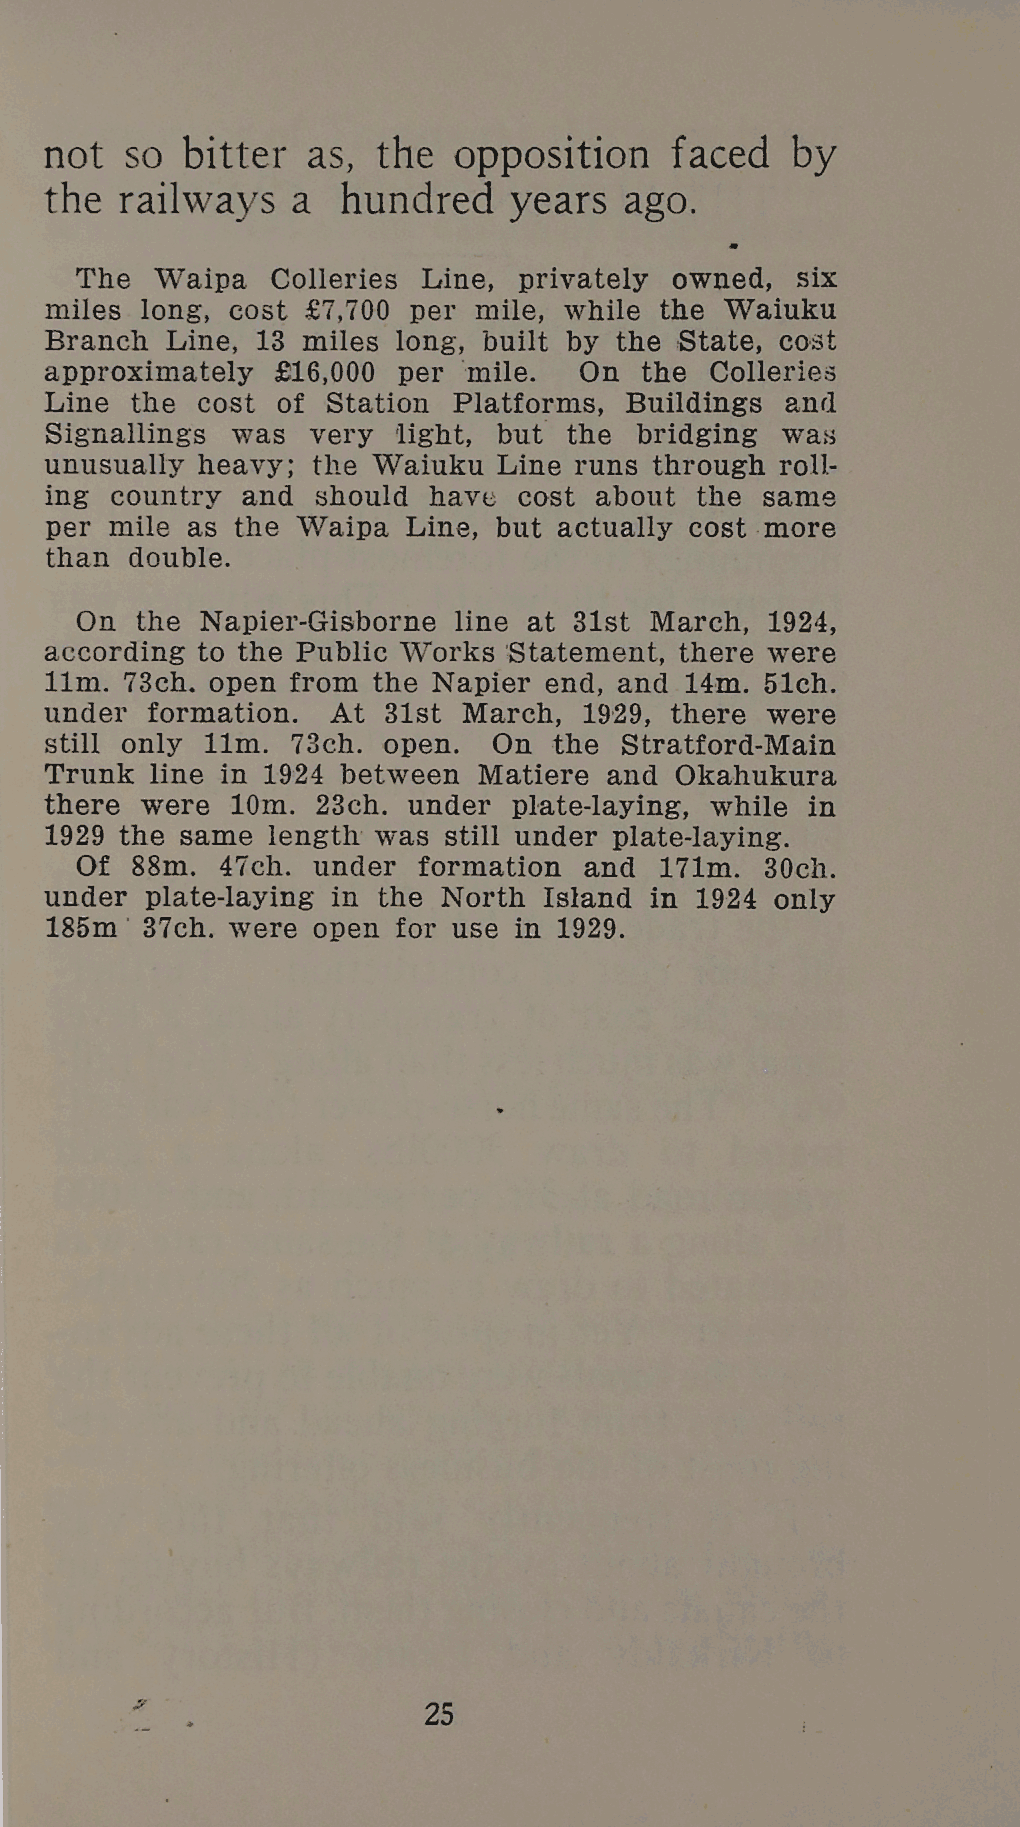 not so bitter as, the opposition faced by
the railways a hundred years ago.
The Waipa Colleries Line, privately owned, six
miles long, cost £7,700 per mile, while the Waiuku
Branch Line, 13 miles long, built by the State, cost
approximately £16,000 per mile. On the Colleries
Line the cost of Station Platforms, Buildings and
Signallings was very light, but the bridging was
unusually heavy; the Waiuku Line runs through roll-
ing country and should have cost about the same
per mile as the Waipa Line, but actually cost more
than double.
On the Napier-Gisborne line at 31st March, 1924,
according to the Public Works Statement, there were
11m. 73ch. open from the Napier end, and 14m. 51ch.
under formation. At 31st March, 1929, there were
still only 11m. 73ch. open. On the Stratford-Main
Trunk line in 1924 between Matiere and Okahukura
there were 10m. 23ch. under plate-laying, while in
1929 the same length was still under plate-laying.
Of 88m. 47ch. under formation and 171m. 30ch.
under plate-laying in the North Island in 1924 only
185m 37ch. were open for use in 1929.
25